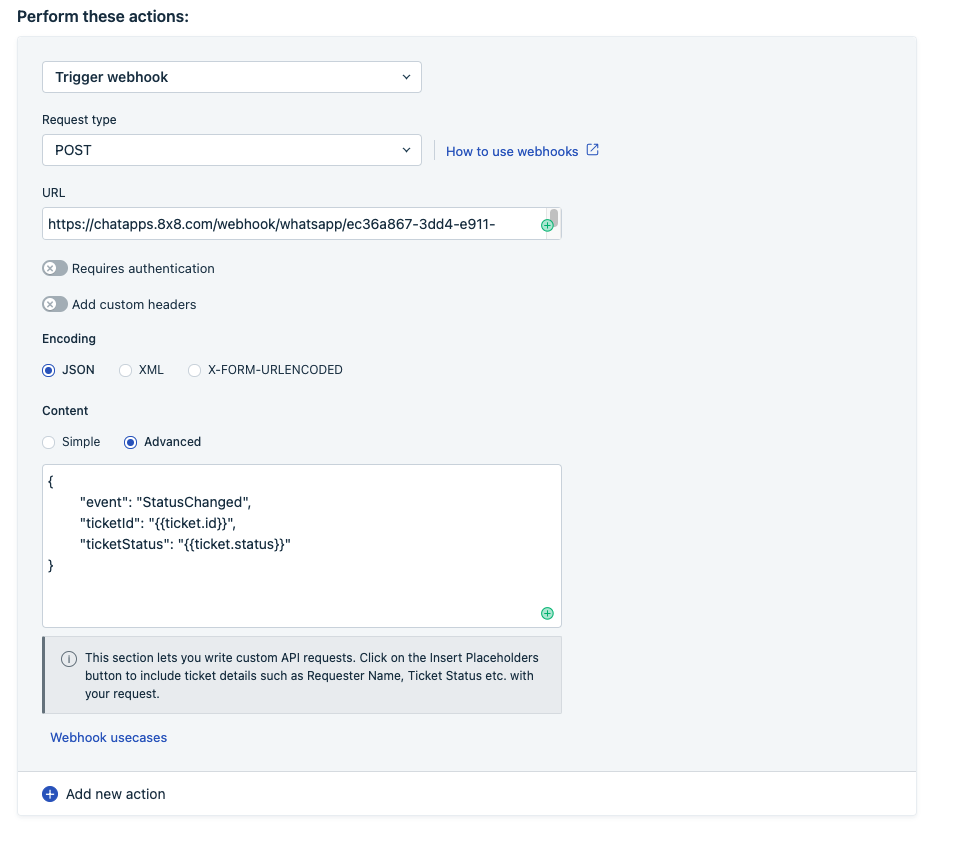 Perform these actions:
Trigger webhook
Request type
POST
How to use webhooks
URL
https://chatapps.8x8.com/webhook/whatsapp/ec36a867-3dd4-e911-
Requires authentication
Add custom headers
Encoding
JSON XML X-FORM-URLENCODED
Content
Simple Advanced
{
"event": "StatusChanged",
"ticketId": "{{ticket.id}}",
"ticketStatus": "{{ticket.status}}"
}
This section lets you write custom API requests. Click on the Insert Placeholders
button to include ticket details such as Requester Name, Ticket Status etc. with
your request.
Webhook usecases
Add new action